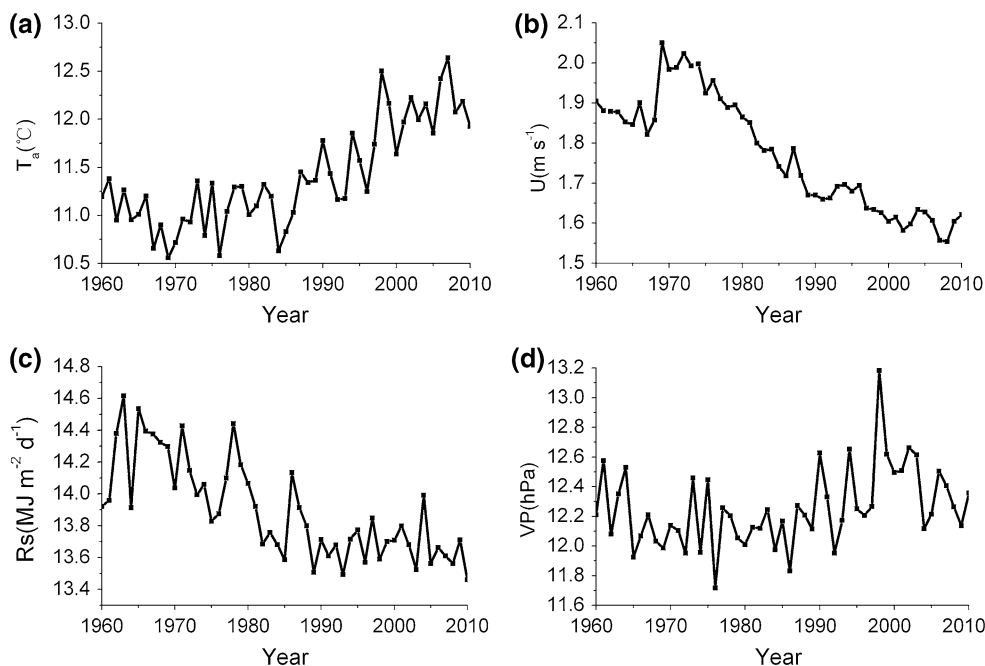 (a)
13.0
12.5
12.0
11.5
11.0
10.5
Ta(℃)
1960 1970 1980 1990 2000 2010
Year
(b)
2.1
2.0
1.9
1.8
1.7
1.6
1.5
U(m s-1)
1960 1970 1980 1990 2000 2010
Year
(c)
14.8
14.6
14.4
14.2
14.0
13.8
13.6
13.4
Rs(MJ m-2 d-1)
1960 1970 1980 1990 2000 2010
Year
(d)
13.2
13.0
12.8
12.6
12.4
12.2
12.0
11.8
11.6
VP(hPa)
1960 1970 1980 1990 2000 2010
Year